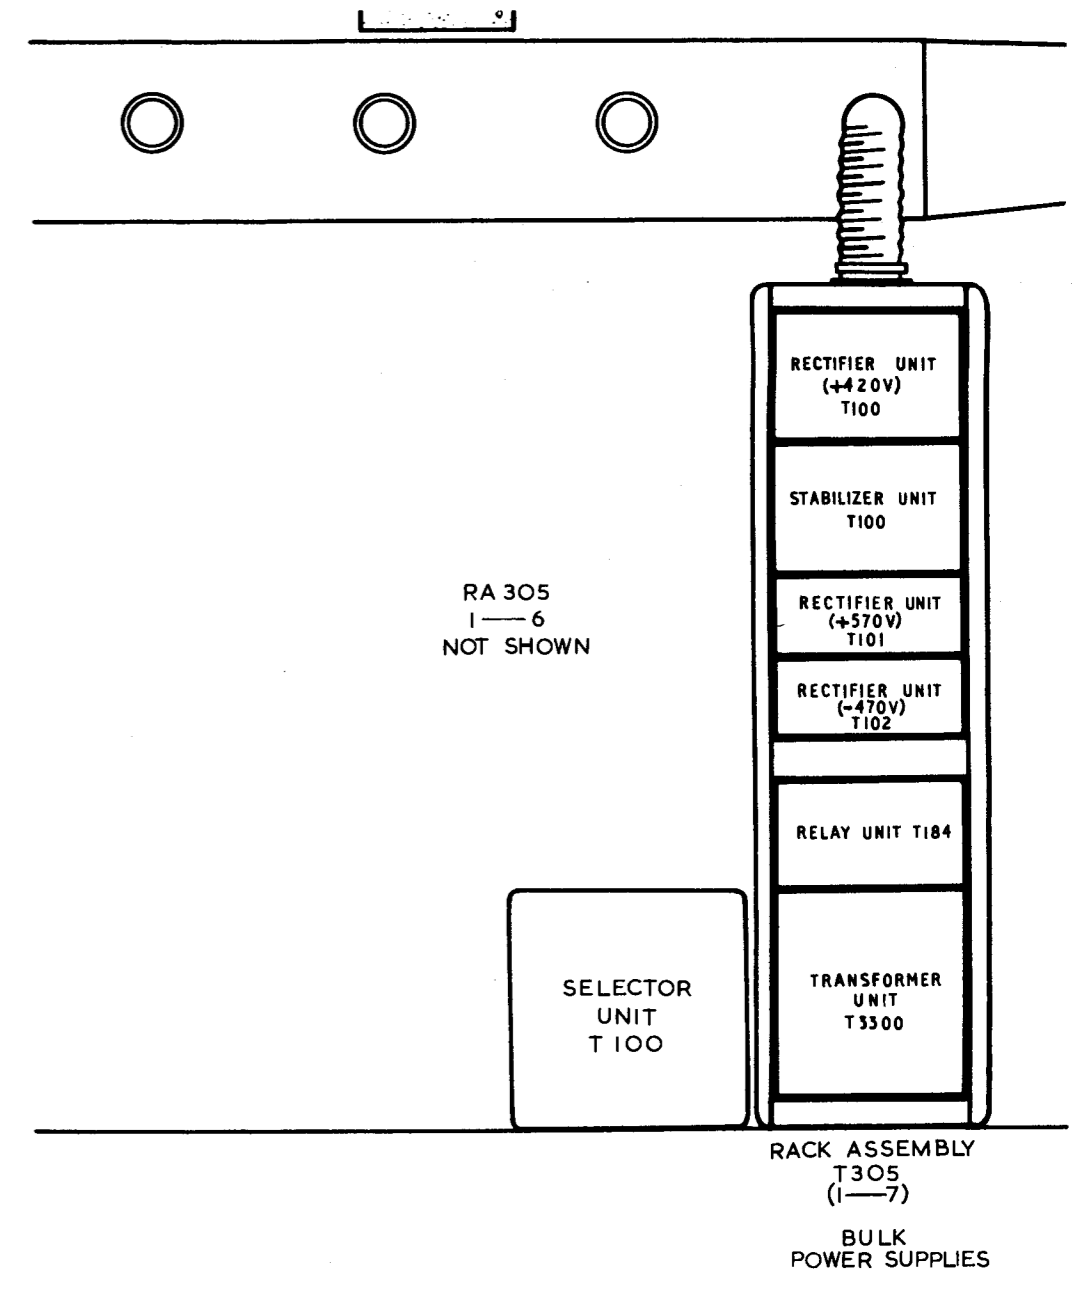 RECTIFIER UNIT
(+420V)
T100
STABILIZER UNIT
T100
RECTIFIER UNIT
(+570V)
T101
RECTIFIER UNIT
(-470V)
T102
RELAY UNIT T184
TRANSFORMER
UNIT
T3300
RA 305
1—6
NOT SHOWN
SELECTOR
UNIT
T 100
RACK ASSEMBLY
T305
(1—7)
BULK
POWER SUPPLIES